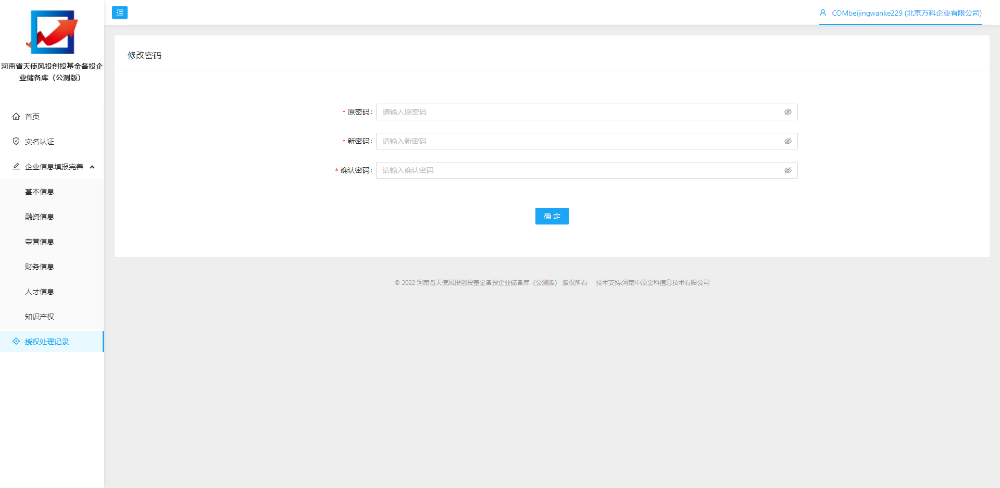 河南省天使风投创投基金备投企
业储备库（公测版）
首页
实名认证
企业信息填报完善
基本信息
融资信息
荣誉信息
财务信息
人才信息
知识产权
授权处理记录
COMbeijingwanke229 (北京万科企业有限公司)
修改密码
* 原密码： 请输入原密码
* 新密码： 请输入新密码
* 确认密码： 请输入确认密码
确 定
© 2022 河南省天使风投创投基金备投企业储备库（公测版） 版权所有 技术支持:河南中原金科信息技术有限公司